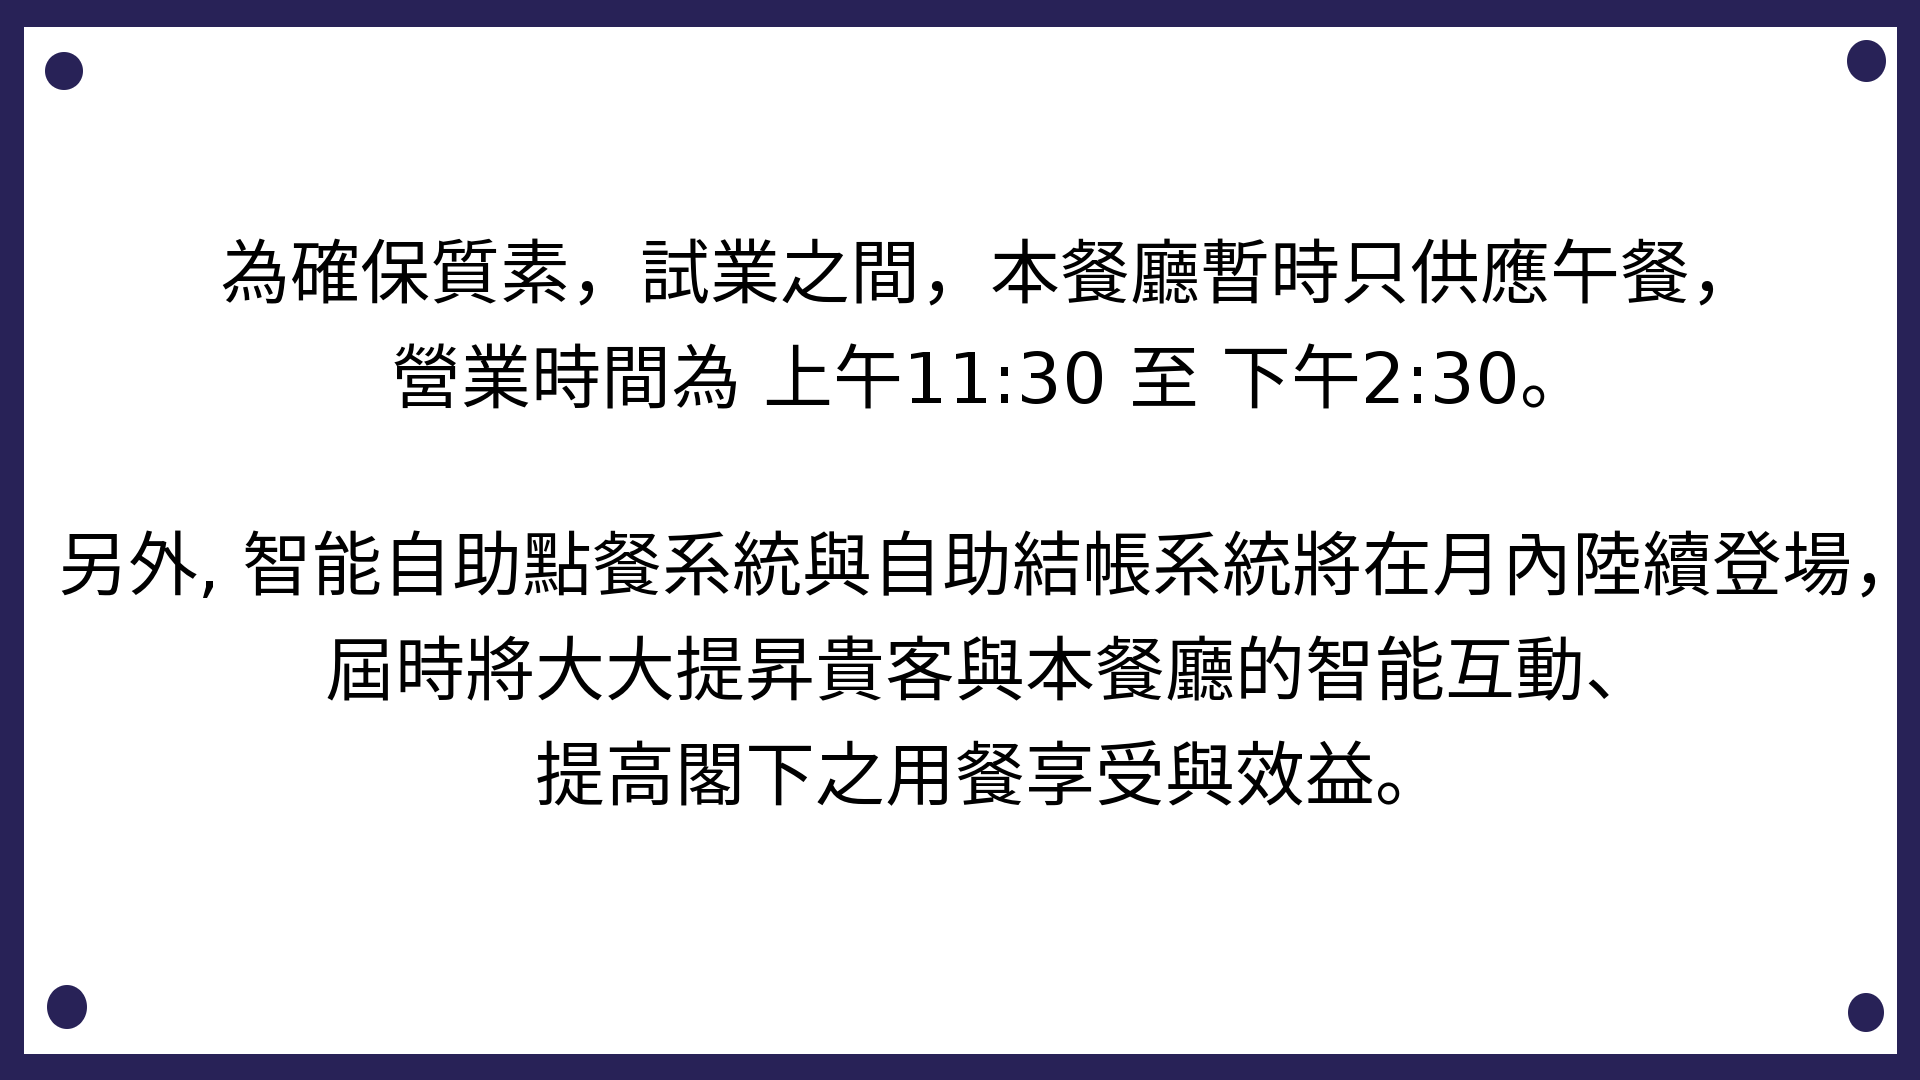 為確保質素，試業之間，本餐廳暫時只供應午餐，
營業時間為 上午11:30 至 下午2:30。
另外, 智能自助點餐系統與自助結帳系統將在月內陸續登場，
屆時將大大提昇貴客與本餐廳的智能互動、
提高閣下之用餐享受與效益。